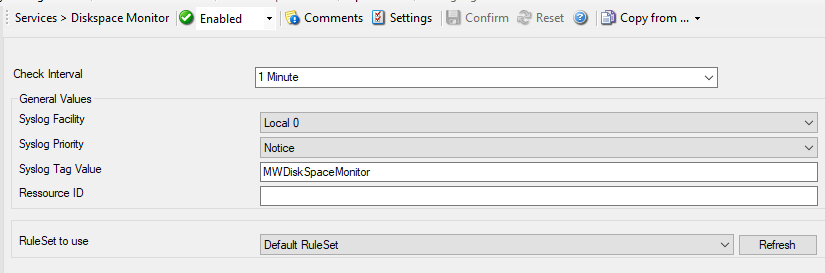 Services > Diskspace Monitor Enabled Comments Settings Confirm Reset Copy from ...
Check Interval 1 Minute
General Values
Syslog Facility Local 0
Syslog Priority Notice
Syslog Tag Value MWDiskSpaceMonitor
Ressource ID
RuleSet to use Default RuleSet Refresh